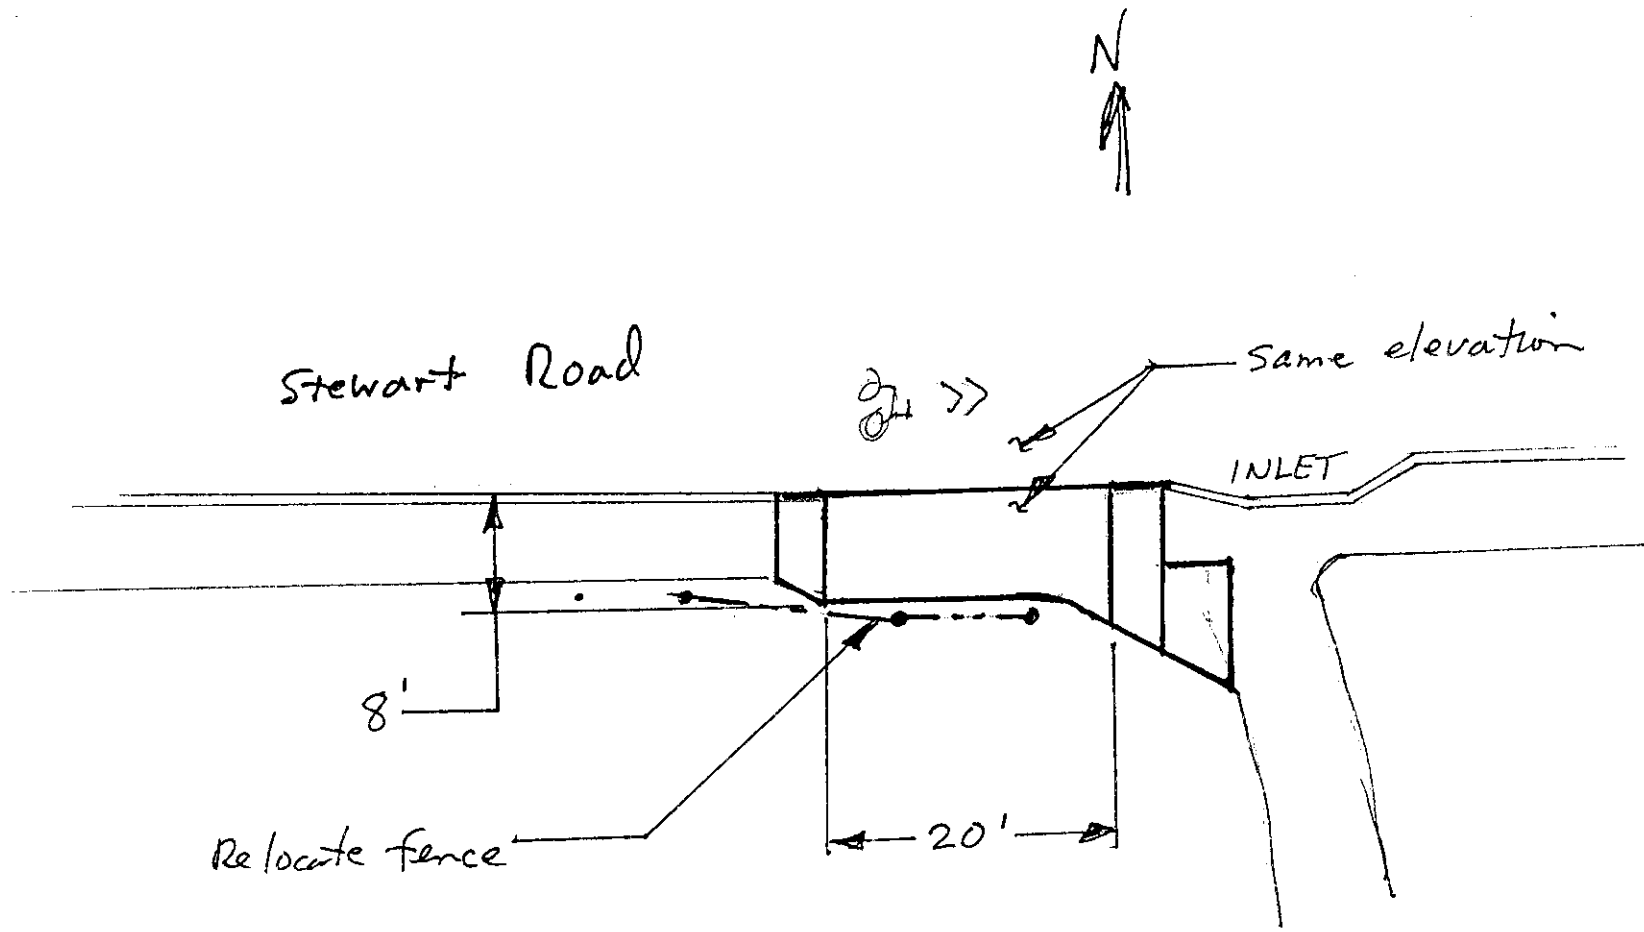 N
Stewart Road
Same elevation
INLET
8'
20'
Relocate fence